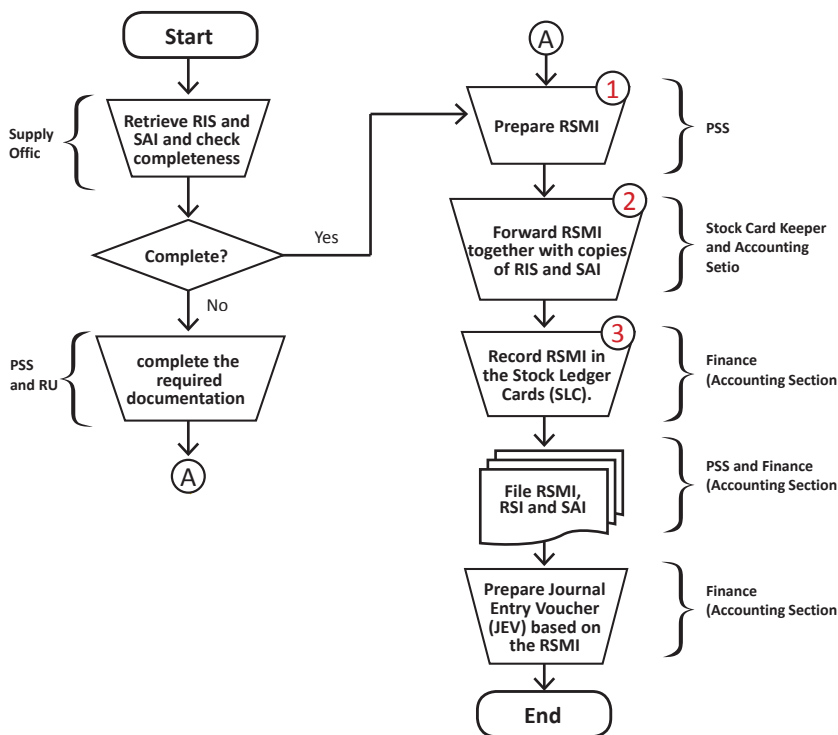 Start
Supply
Offic
Retrieve RIS and
SAI and check
completeness
Complete?
Yes
No
PSS
and RU
complete the
required
documentation
A
A
1
Prepare RSMI
PSS
2
Forward RSMI
together with copies
of RIS and SAI
Stock Card Keeper
and Accounting
Setio
3
Record RSMI in
the Stock Ledger
Cards (SLC).
Finance
(Accounting Section
File RSMI,
RSI and SAI
PSS and Finance
(Accounting Section
Prepare Journal
Entry Voucher
(JEV) based on
the RSMI
Finance
(Accounting Section
End